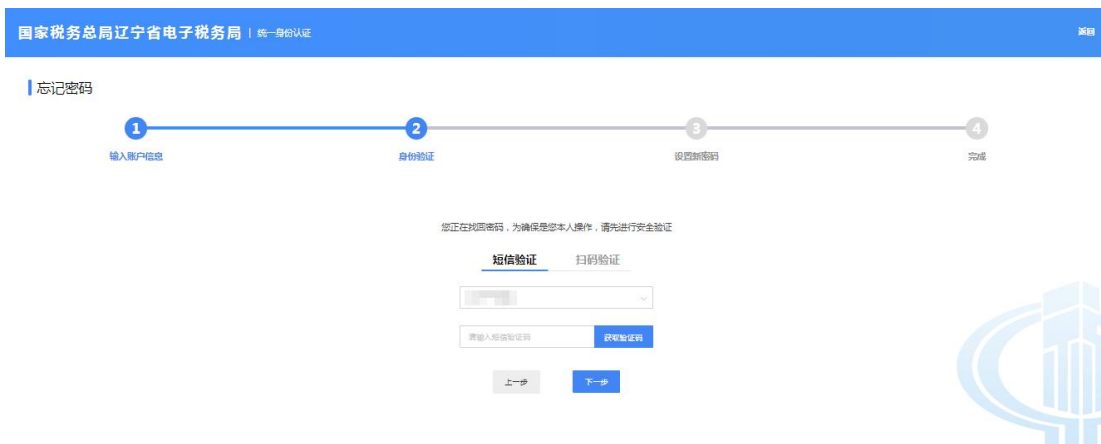 国家税务总局辽宁省电子税务局 | 统一身份认证
返回
忘记密码
1
2
3
4
输入账户信息
身份验证
设置新密码
完成
您正在找回密码，为确保是您本人操作，请先进行安全验证
短信验证 扫码验证
请输入短信验证码 获取验证码
上一步 下一步